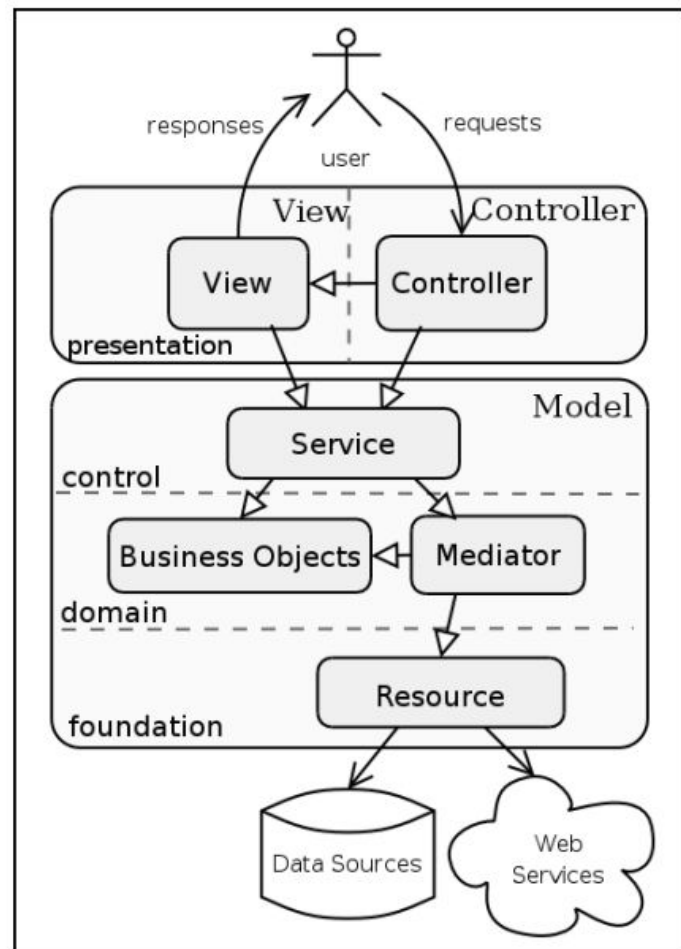 responses
requests
user
View
Controller
View
Controller
presentation
Model
Service
control
Business Objects
Mediator
domain
Resource
foundation
Data Sources
Web
Services